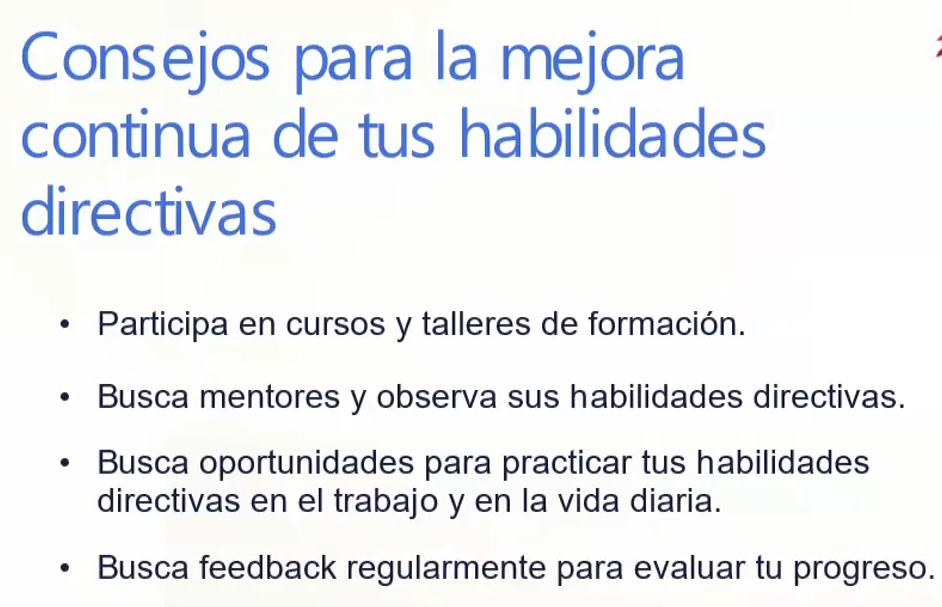 Consejos para la mejora
continua de tus habilidades
directivas
• Participa en cursos y talleres de formación.
• Busca mentores y observa sus habilidades directivas.
• Busca oportunidades para practicar tus habilidades
directivas en el trabajo y en la vida diaria.
• Busca feedback regularmente para evaluar tu progreso.